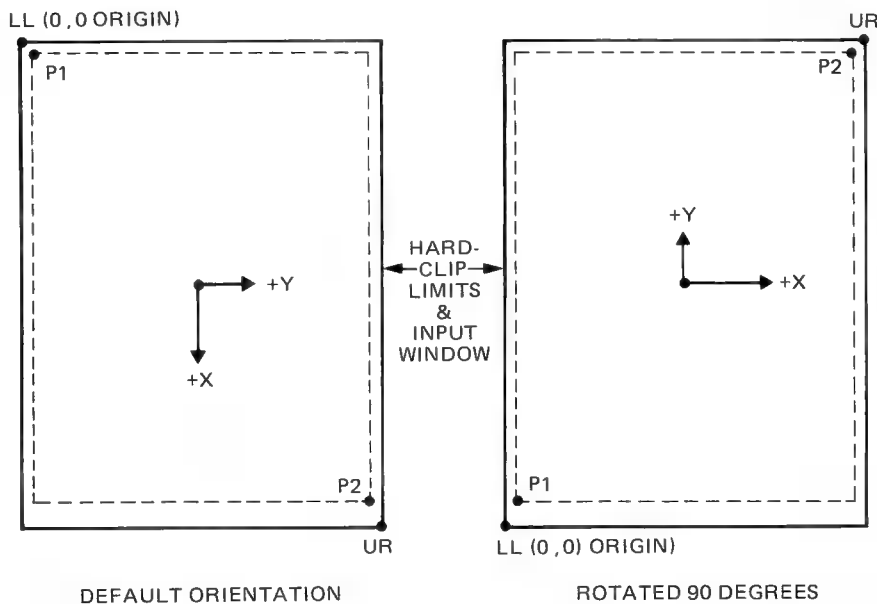 LL (0,0 ORIGIN)
P1
+Y
+X
P2
UR
DEFAULT ORIENTATION
HARD-
CLIP
LIMITS
&
INPUT
WINDOW
UR
P2
+Y
+X
P1
LL (0,0) ORIGIN)
ROTATED 90 DEGREES